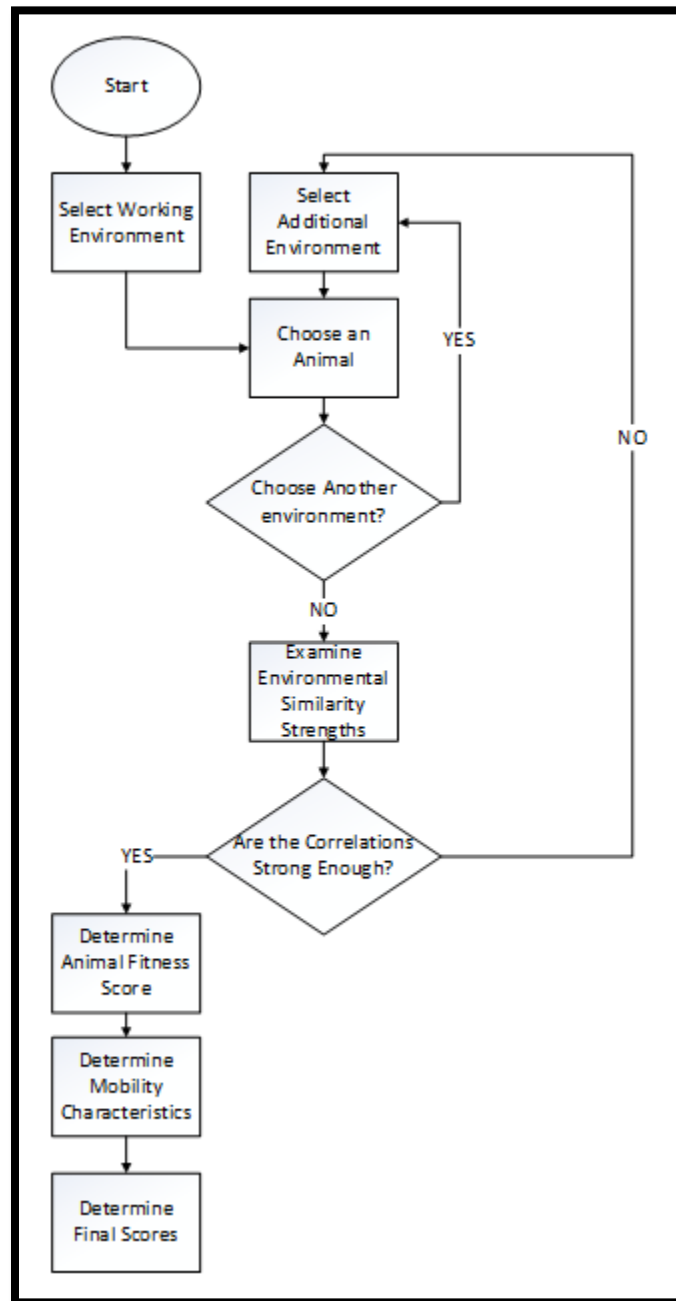 Start
Select Working
Environment
Select
Additional
Environment
Choose an
Animal
YES
Choose Another
environment?
NO
NO
Examine
Environmental
Similarity
Strengths
Are the Correlations
Strong Enough?
YES
Determine
Animal Fitness
Score
Determine
Mobility
Characteristics
Determine
Final Scores